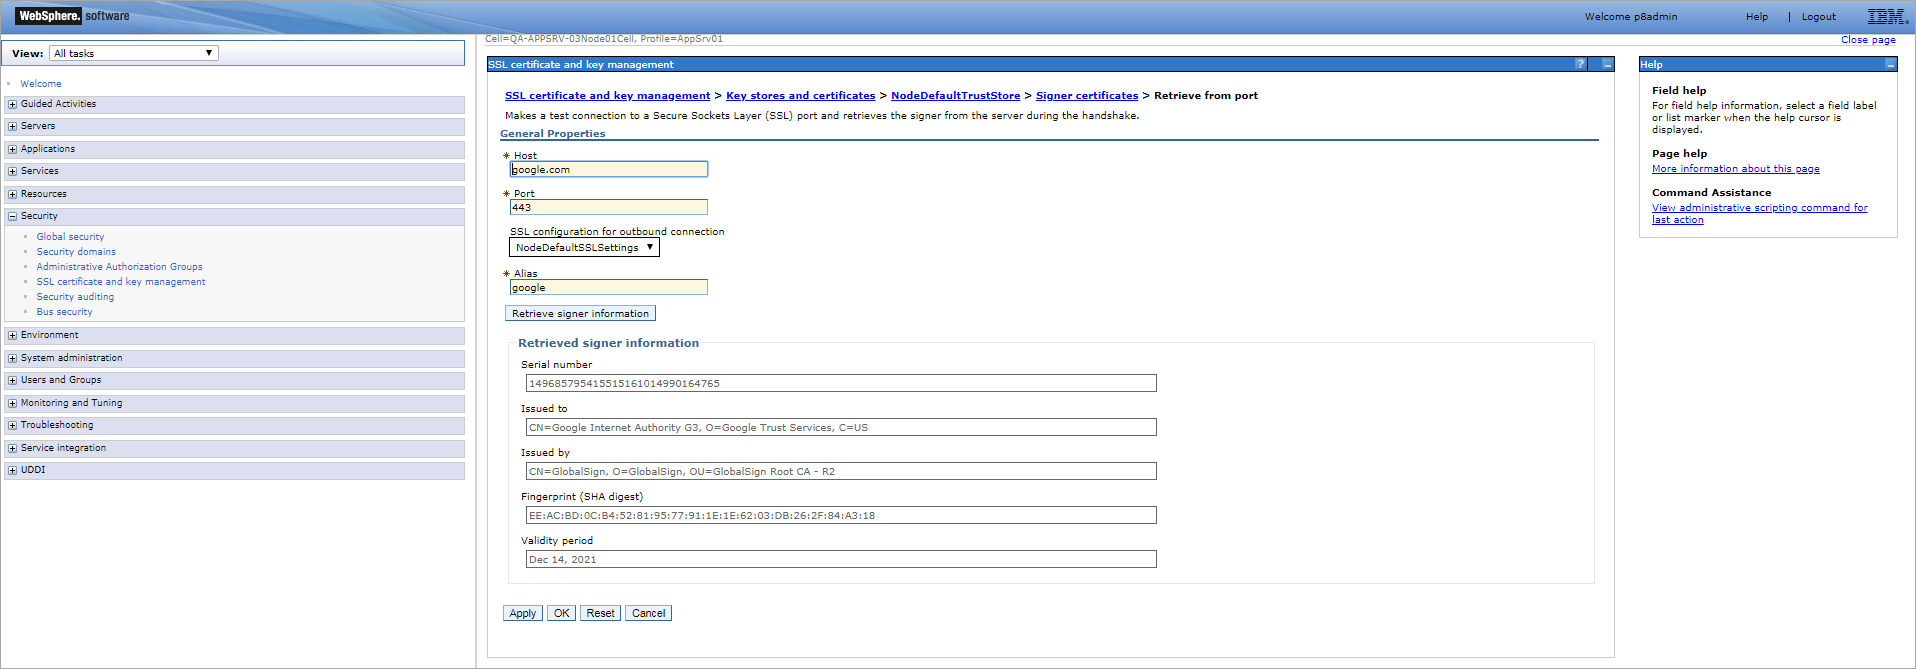 WebSphere. software
Welcome p8admin
Help | Logout
IBM.
View: All tasks
Welcome
Guided Activities
Servers
Applications
Services
Resources
Security
Global security
Security domains
Administrative Authorization Groups
SSL certificate and key management
Security auditing
Bus security
Environment
System administration
Users and Groups
Monitoring and Tuning
Troubleshooting
Service integration
UDDI
Cell=QA-APPSRV-03Node01Cell, Profile=AppSrv01
Close page
SSL certificate and key management
?
SSL certificate and key management > Key stores and certificates > NodeDefaultTrustStore > Signer certificates > Retrieve from port
Makes a test connection to a Secure Sockets Layer (SSL) port and retrieves the signer from the server during the handshake.
General Properties
* Host
google.com
* Port
443
SSL configuration for outbound connection
NodeDefaultSSLSettings
* Alias
google
Retrieve signer information
Retrieved signer information
Serial number
149685795415515161014990164765
Issued to
CN=Google Internet Authority G3, O=Google Trust Services, C=US
Issued by
CN=GlobalSign, O=GlobalSign, OU=GlobalSign Root CA - R2
Fingerprint (SHA digest)
EE:AC:BD:0C:B4:52:81:95:77:91:1E:1E:62:03:DB:26:2F:84:A3:18
Validity period
Dec 14, 2021
Apply OK Reset Cancel
Help
Field help
For field help information, select a field label
or list marker when the help cursor is
displayed.
Page help
More information about this page
Command Assistance
View administrative scripting command for
last action